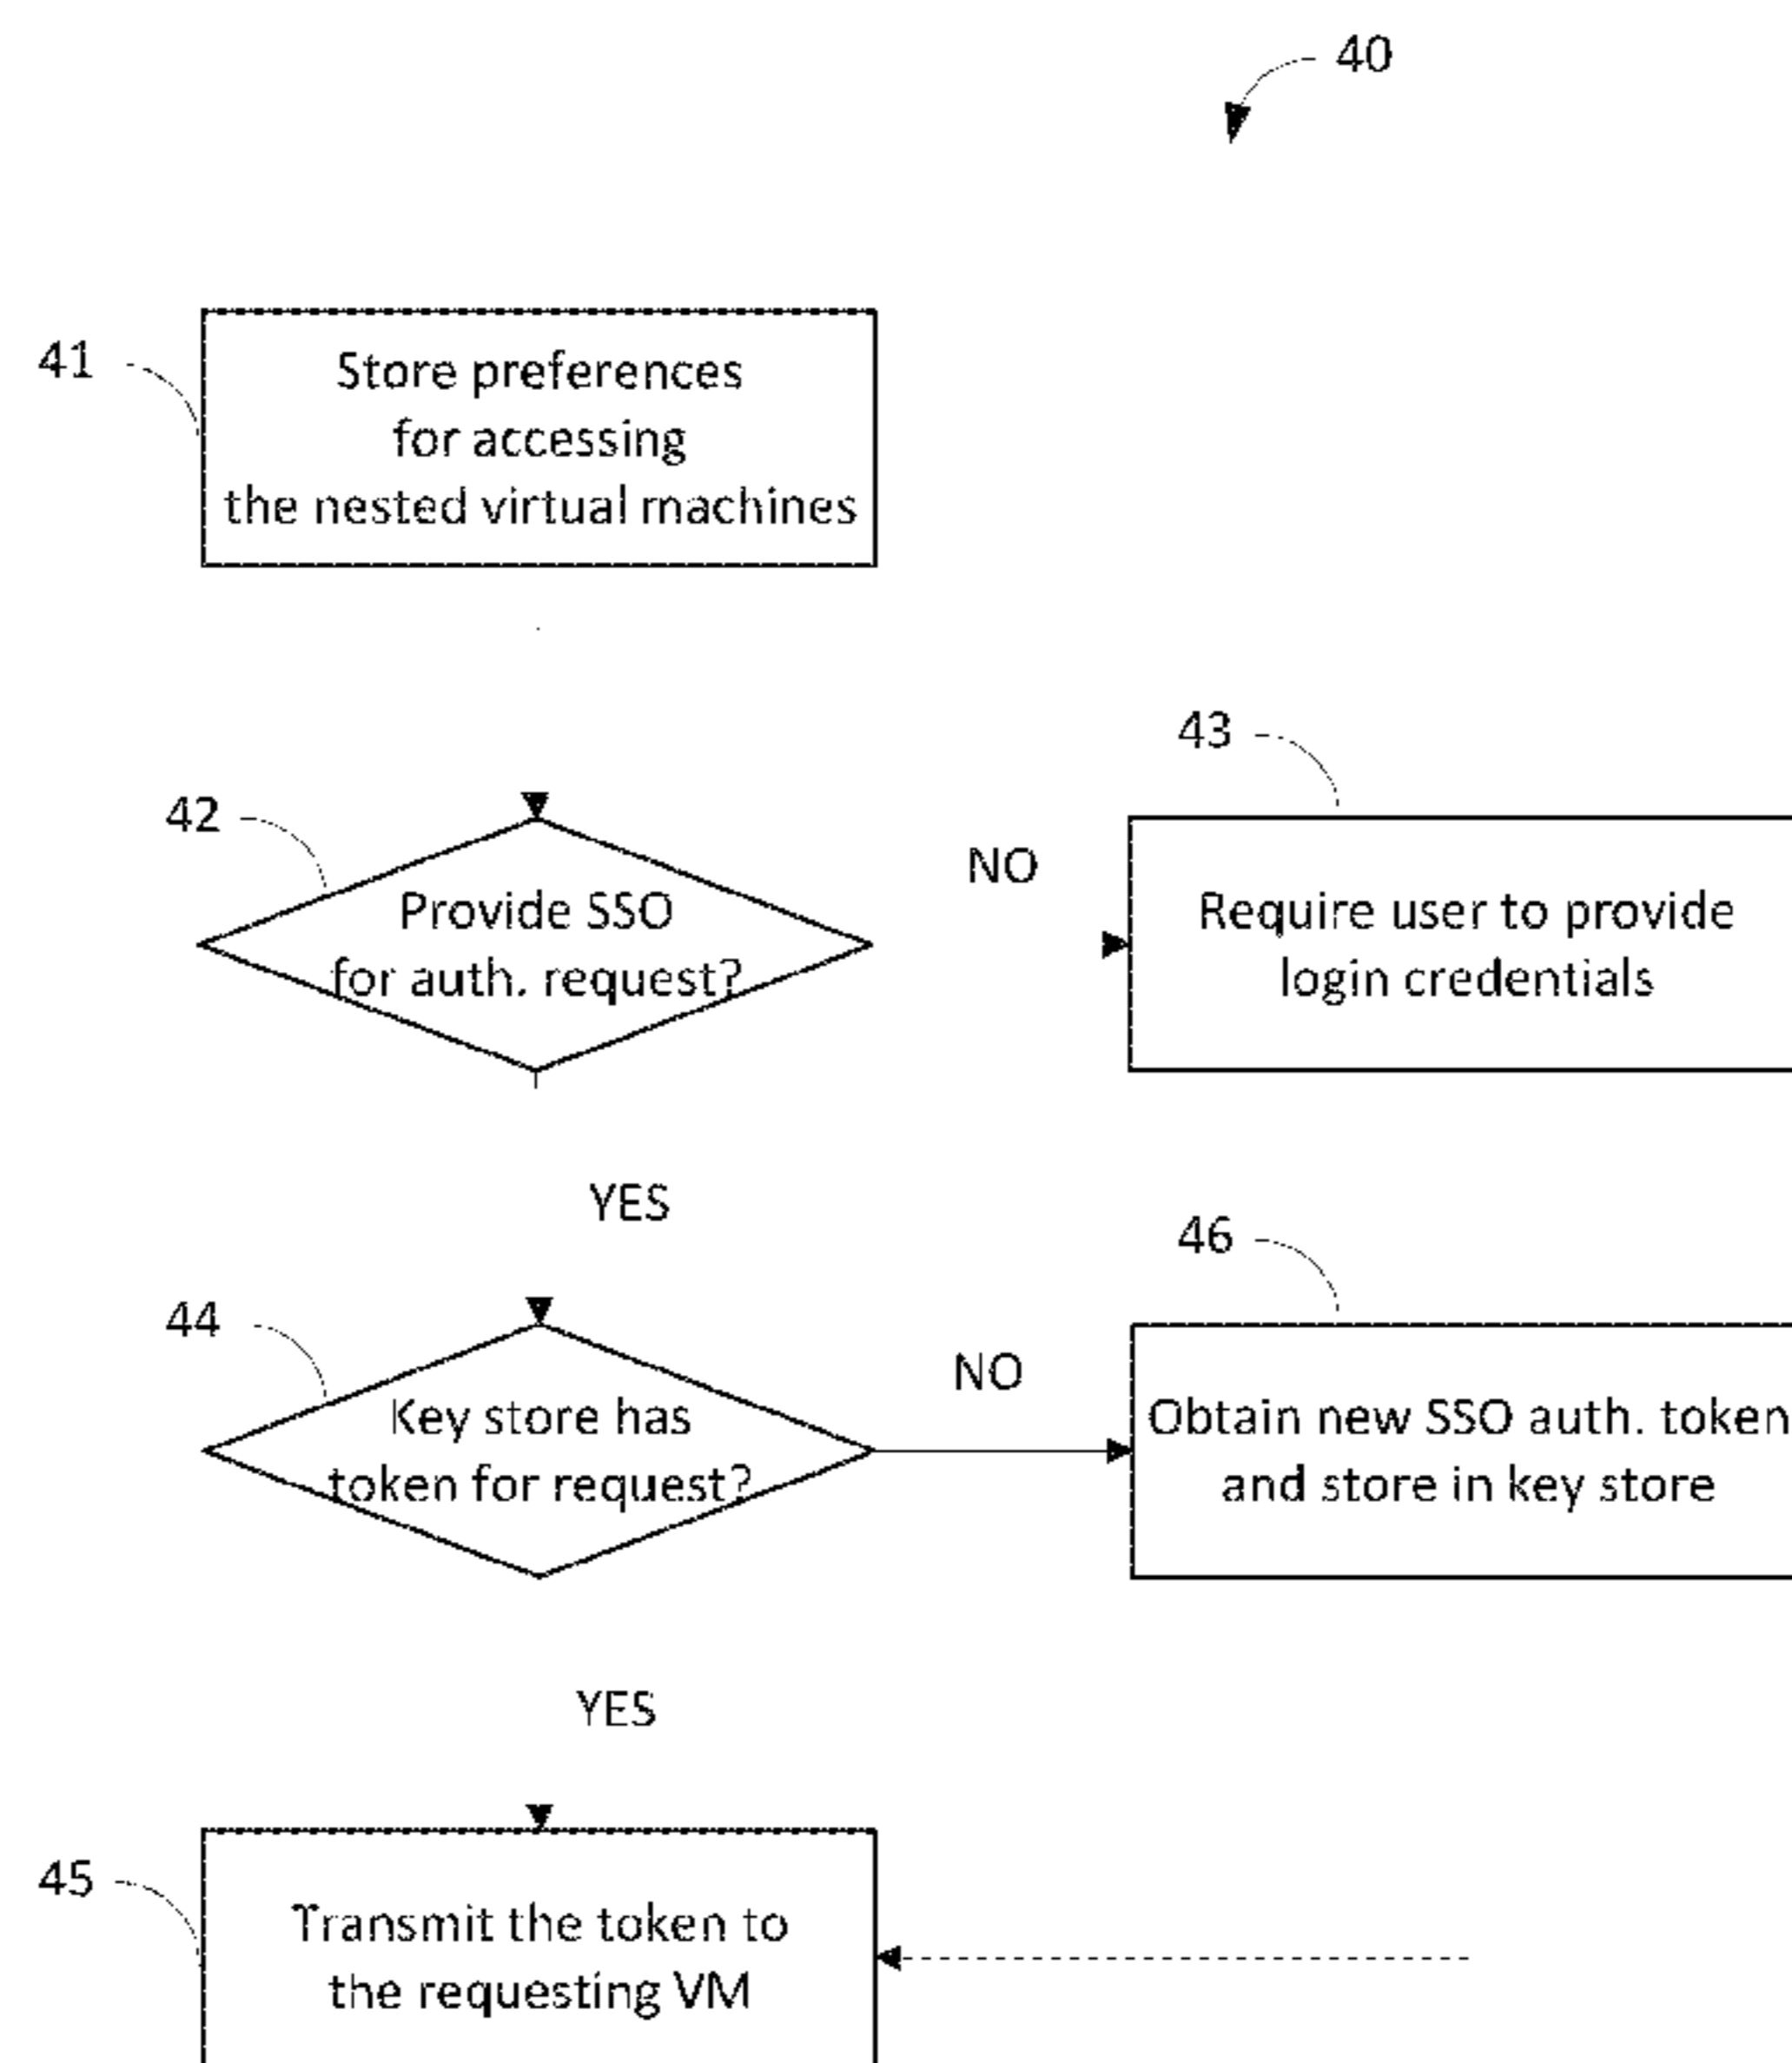 40
41
Store preferences
for accessing
the nested virtual machines
42
Provide SSO
for auth. request?
NO
43
Require user to provide
login credentials
YES
44
Key store has
token for request?
NO
46
Obtain new SSO auth. token
and store in key store
YES
45
Transmit the token to
the requesting VM